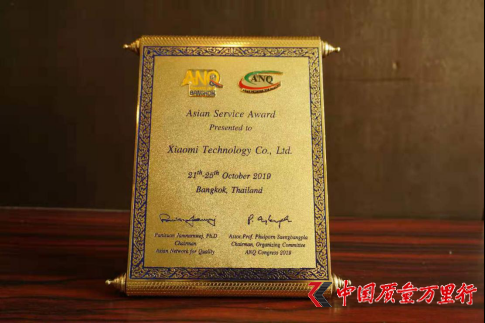 ANQ
BANGKOK
ANQ
Asian Service Award
Presented to
Xiaomi Technology Co., Ltd.
21th-25th October 2019
Bangkok, Thailand
Chairman
Asian Network for Quality
Chairman, Organizing Committee
ANQ Congress 2019
中国质量万里行